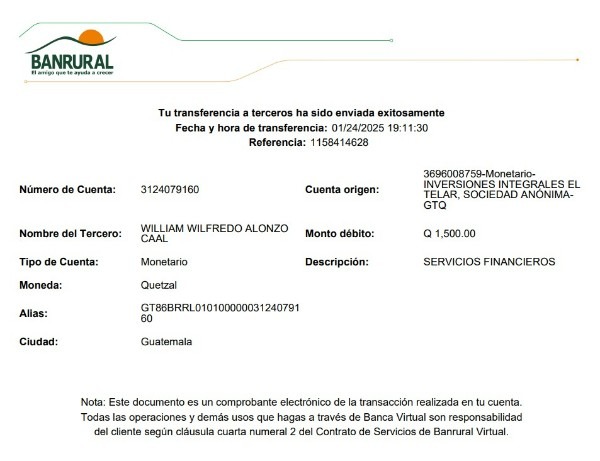 BANRURAL
El amigo que te ayuda a crecer
Tu transferencia a terceros ha sido enviada exitosamente
Fecha y hora de transferencia: 01/24/2025 19:11:30
Referencia: 1158414628
Número de Cuenta: 3124079160
Cuenta origen: 3696008759-Monetario-
INVERSIONES INTEGRALES EL
TELAR, SOCIEDAD ANÓNIMA-
GTQ
Nombre del Tercero: WILLIAM WILFREDO ALONZO
CAAL
Monto débito: Q 1,500.00
Tipo de Cuenta: Monetario
Descripción: SERVICIOS FINANCIEROS
Moneda: Quetzal
Alias: GT86BRRL010100000031240791
60
Ciudad: Guatemala
Nota: Este documento es un comprobante electrónico de la transacción realizada en tu cuenta.
Todas las operaciones y demás usos que hagas a través de Banca Virtual son responsabilidad
del cliente según cláusula cuarta numeral 2 del Contrato de Servicios de Banrural Virtual.